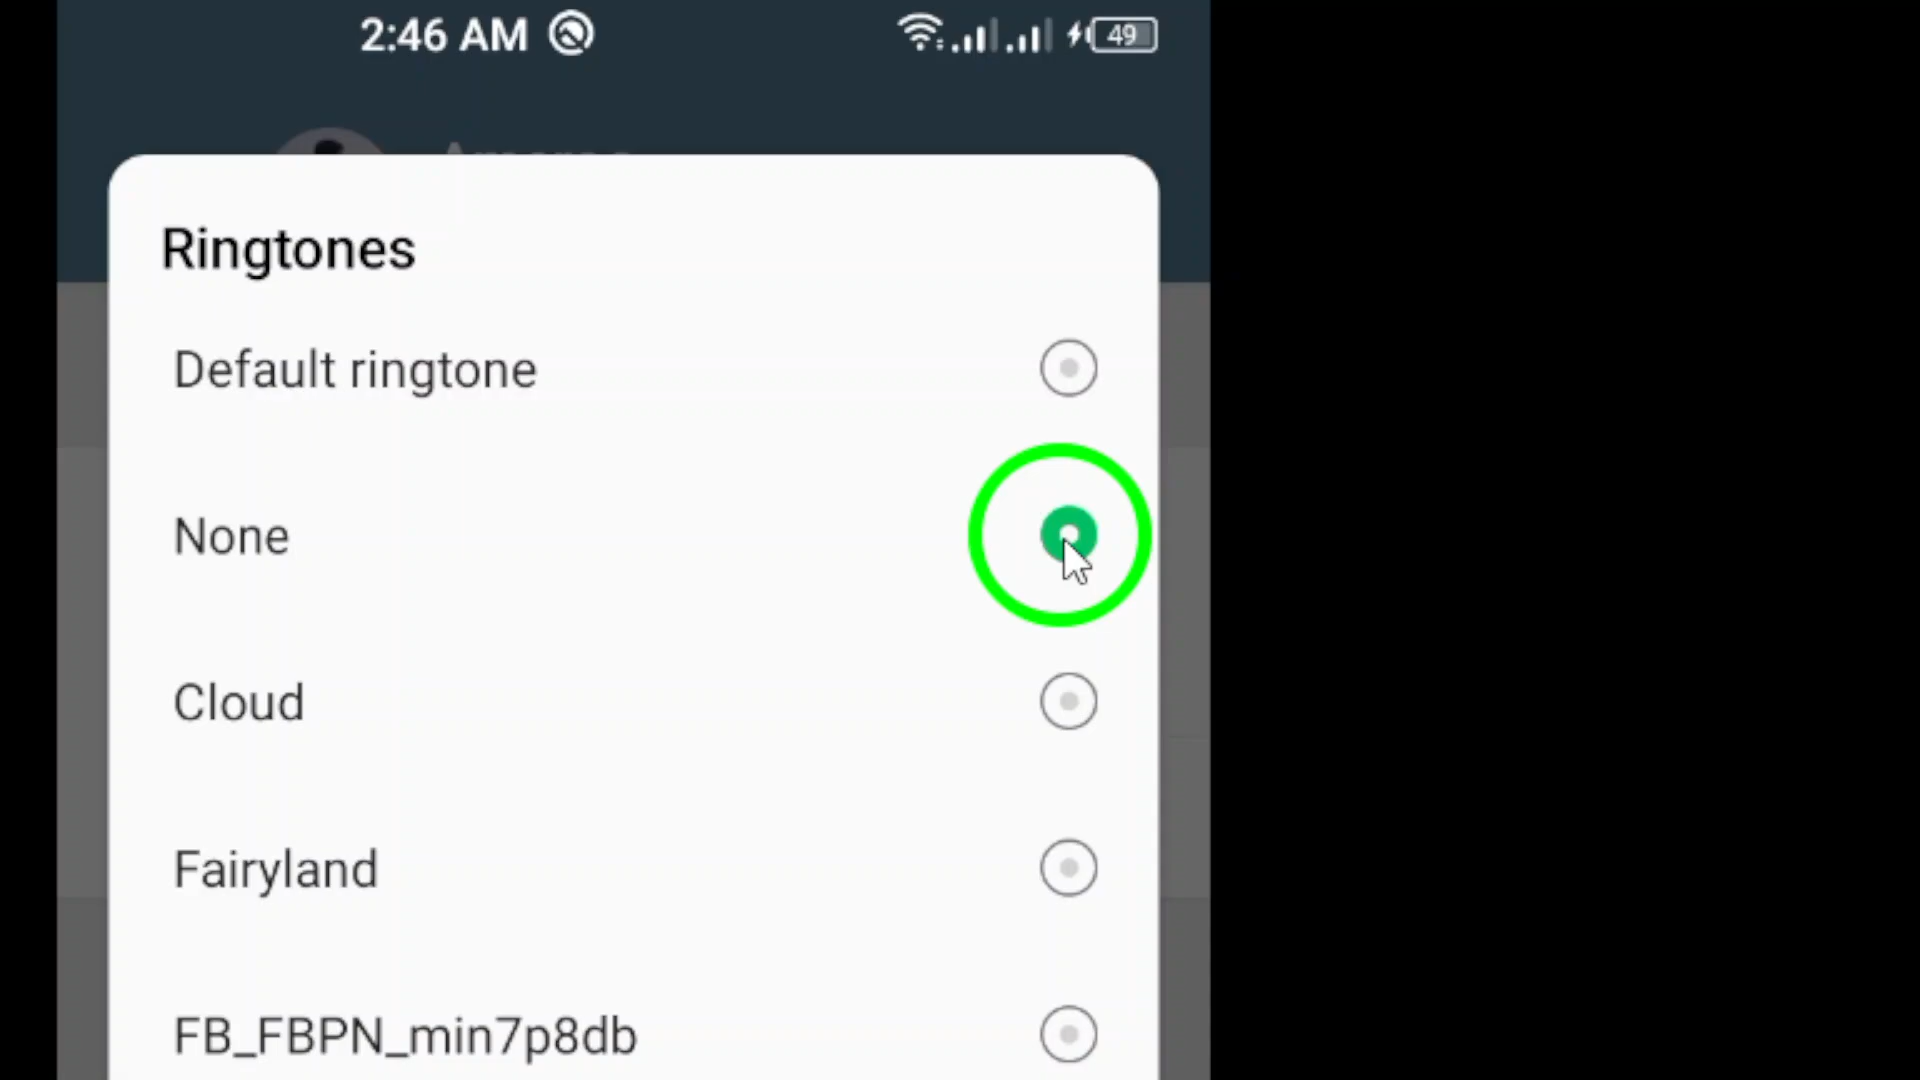 2:46 AM
49
Ringtones
Default ringtone
None
Cloud
Fairyland
FB_FBPN_min7p8db